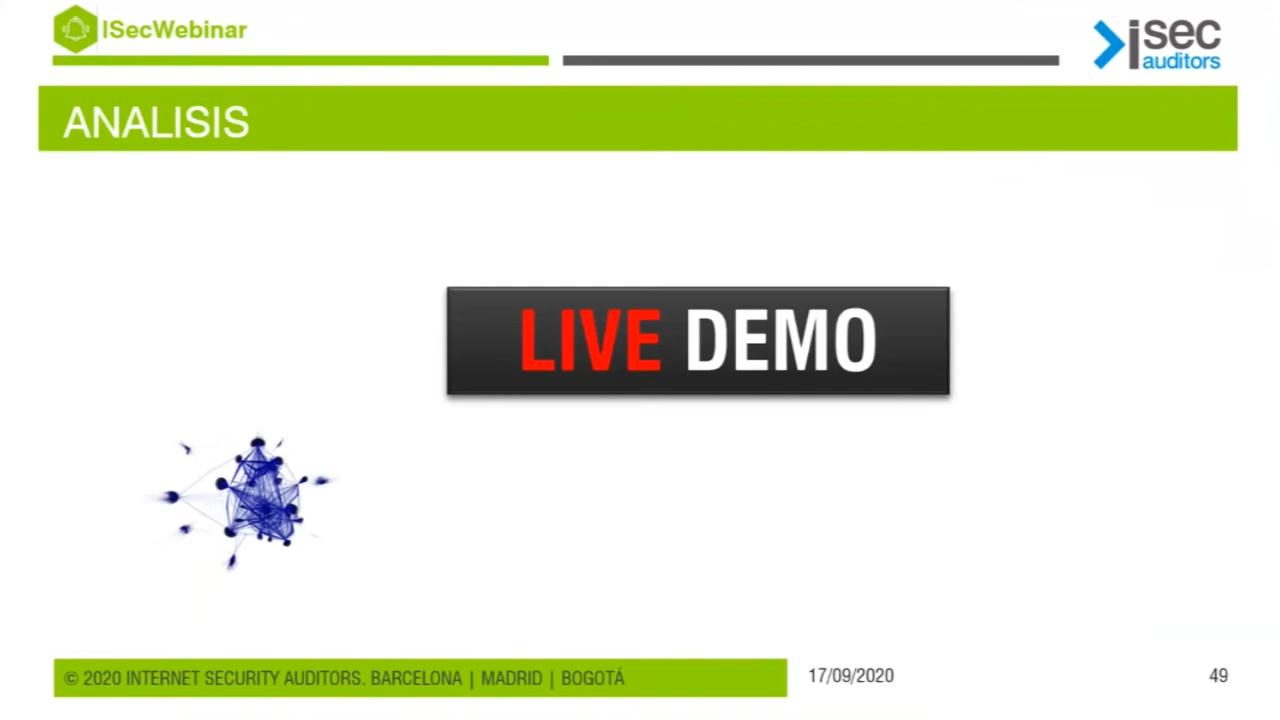 ISecWebinar
isec
auditors
ANALISIS
LIVE DEMO
© 2020 INTERNET SECURITY AUDITORS. BARCELONA | MADRID | BOGOTÁ
17/09/2020
49